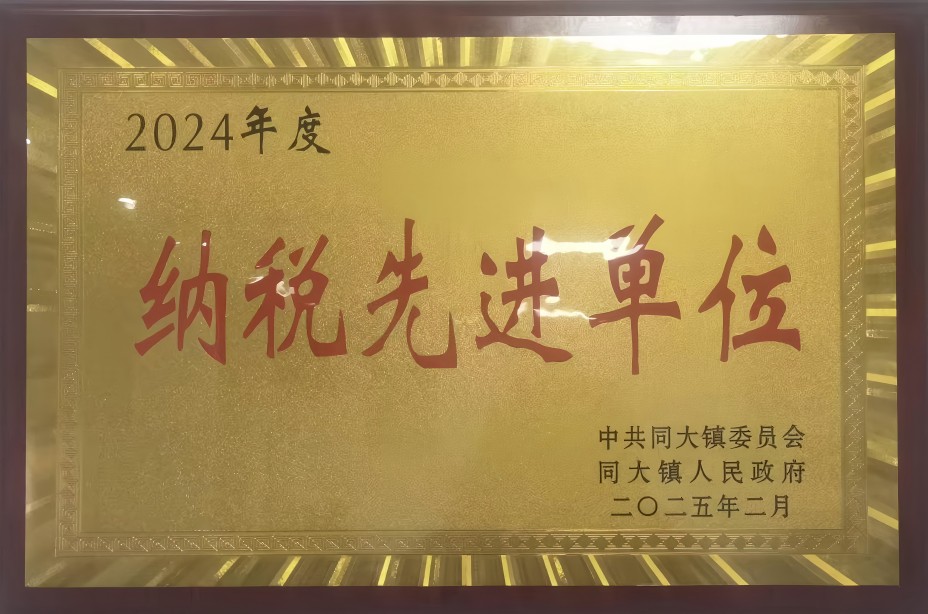 2024年度
纳税先进单位
中共同大镇委员会
同大镇人民政府
二〇二五年二月